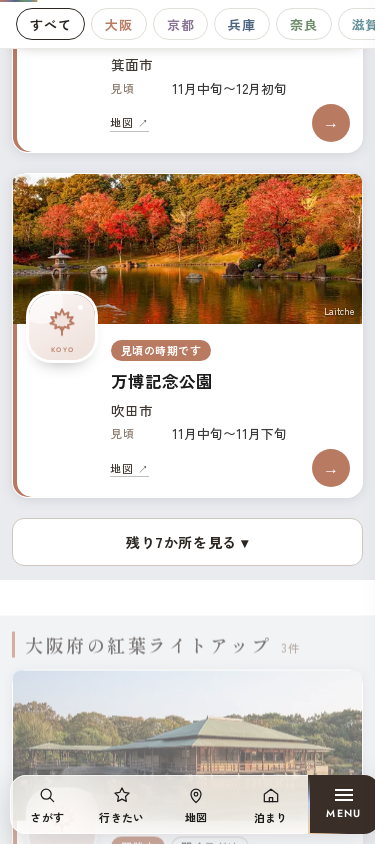 すべて
大阪
京都
兵庫
奈良
滋賀
箕面市
見頃 11月中旬〜12月初旬
地図 ↗
→
Laitche
KOYO
見頃の時期です
万博記念公園
吹田市
見頃 11月中旬〜11月下旬
地図 ↗
→
残り7か所を見る ▾
大阪府の紅葉ライトアップ 3件
さがす
行きたい
地図
泊まり
MENU